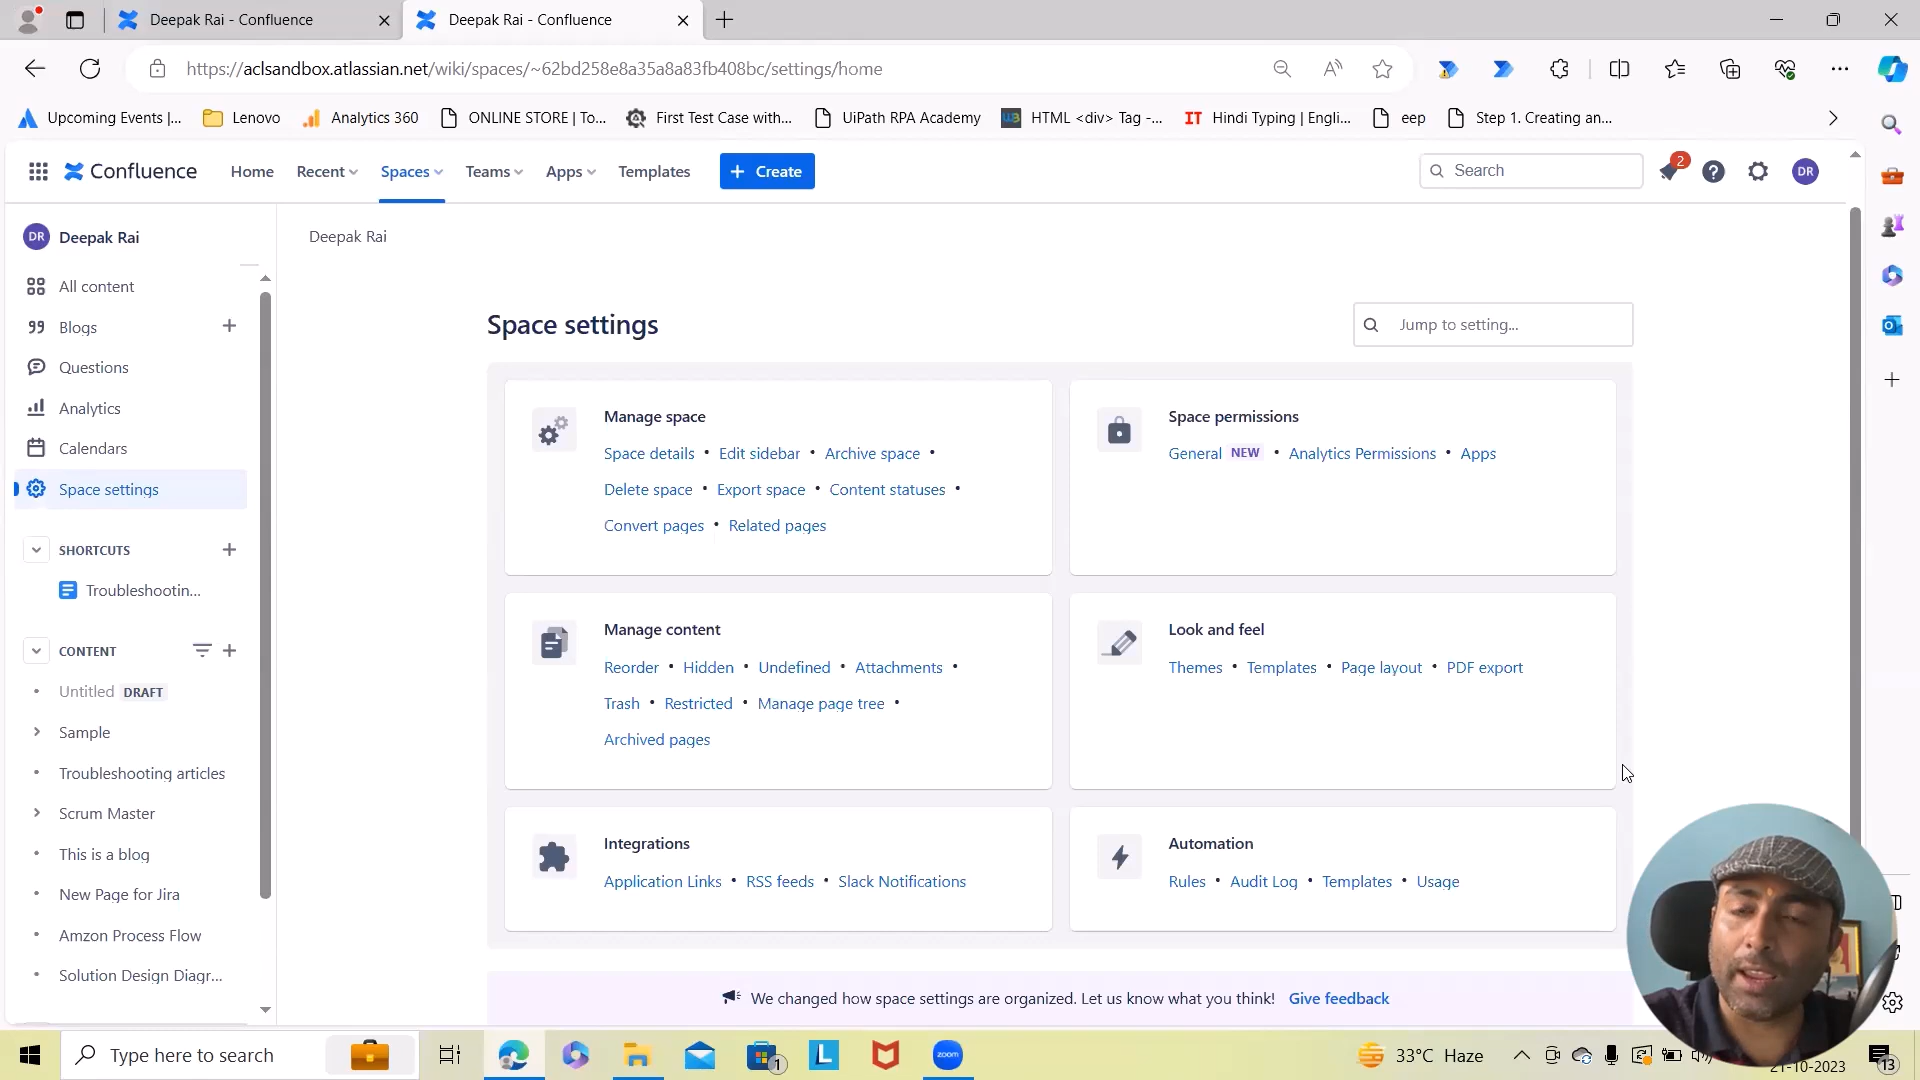 Deepak Rai - Confluence
Deepak Rai - Confluence
https://aclsandbox.atlassian.net/wiki/spaces/~62bd258e8a35a8a83fb408bc/settings/home
Upcoming Events |... Lenovo Analytics 360 ONLINE STORE | To... First Test Case with... UiPath RPA Academy HTML <div> Tag -... IT Hindi Typing | Engli... eep Step 1. Creating an...
Confluence Home Recent Spaces Teams Apps Templates + Create Search 2 DR
DR Deepak Rai
All content
Blogs
Questions
Analytics
Calendars
Space settings
SHORTCUTS
Troubleshootin...
CONTENT
Untitled DRAFT
Sample
Troubleshooting articles
Scrum Master
This is a blog
New Page for Jira
Amzon Process Flow
Solution Design Diagr...
Deepak Rai
Space settings
Jump to setting...
Manage space
Space details • Edit sidebar • Archive space •
Delete space • Export space • Content statuses •
Convert pages • Related pages
Space permissions
General NEW • Analytics Permissions • Apps
Manage content
Reorder • Hidden • Undefined • Attachments •
Trash • Restricted • Manage page tree •
Archived pages
Look and feel
Themes • Templates • Page layout • PDF export
Integrations
Application Links • RSS feeds • Slack Notifications
Automation
Rules • Audit Log • Templates • Usage
We changed how space settings are organized. Let us know what you think! Give feedback
Type here to search
1
L
zoom
33°C Haze
21-10-2023
13